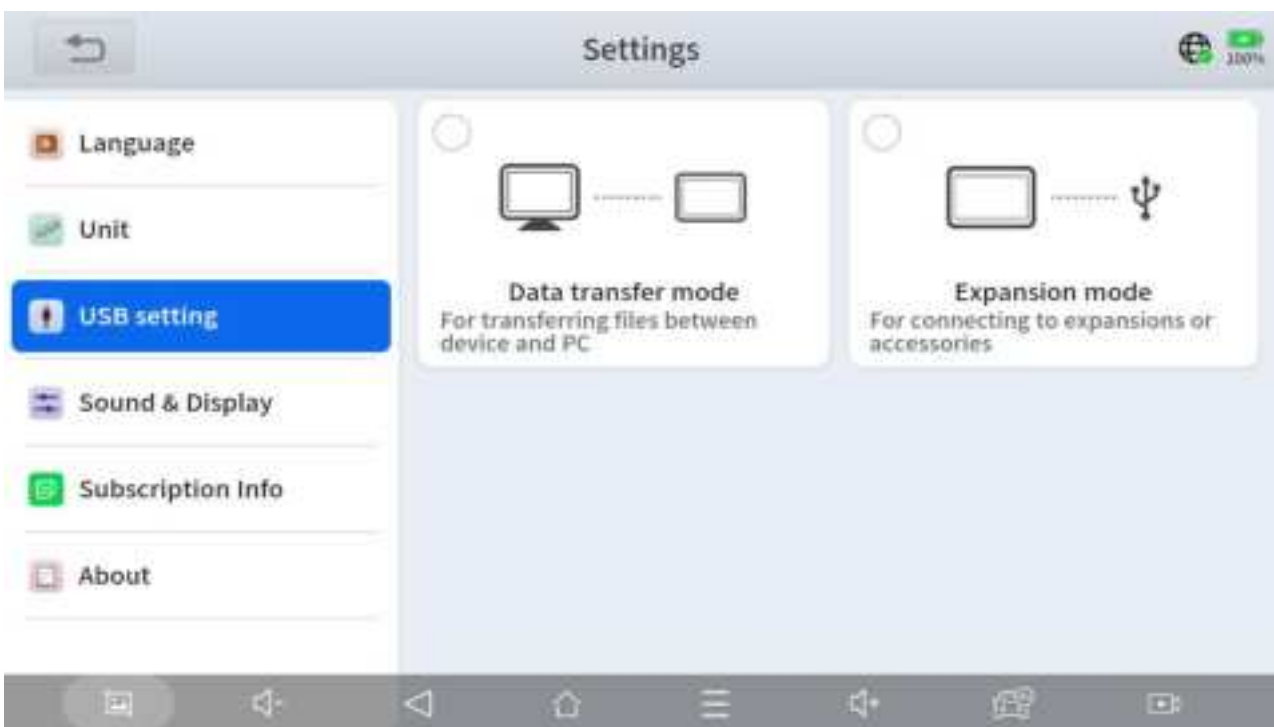 Settings
100%
Language
Unit
USB setting
Sound & Display
Subscription Info
About
Data transfer mode
For transferring files between
device and PC
Expansion mode
For connecting to expansions or
accessories